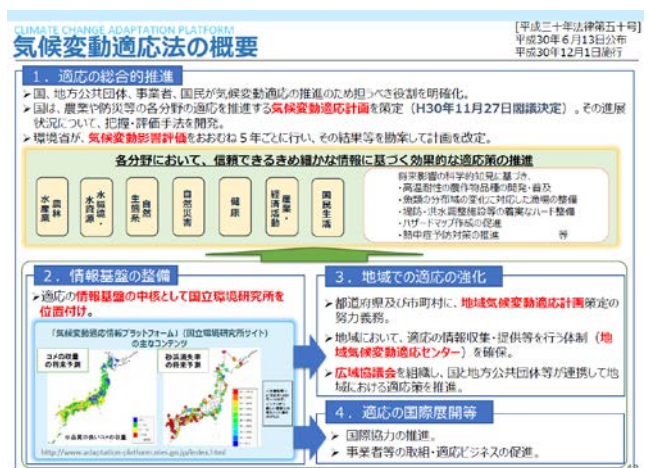 CLIMATE CHANGE ADAPTATION PLATFORM
気候変動適応法の概要
[平成三十年法律第五十号]
平成30年6月13日公布
平成30年12月1日施行
1. 適応の総合的推進
➢国、地方公共団体、事業者、国民が気候変動適応の推進のため担うべき役割を明確化。
➢国は、農業や防災等の各分野の適応を推進する気候変動適応計画を策定（H30年11月27日閣議決定）。その進展
状況について、把握・評価手法を開発。
➢環境省が、気候変動影響評価をおおむね5年ごとに行い、その結果等を勘案して計画を改定。
各分野において、信頼できるきめ細かな情報に基づく効果的な適応策の推進
農林
水産業
水環境・
水資源
自然
生態系
自然災害
健康
産業・
経済活動
国民生活
将来影響の科学的知見に基づき、
・高温耐性の農作物品種の開発・普及
・魚類の分布域の変化に対応した漁場の整備
・堤防・洪水調整施設等の着実なハード整備
・ハザードマップ作成の促進
・熱中症予防対策の推進 等
2. 情報基盤の整備
➢適応の情報基盤の中核として国立環境研究所を
位置付け。
「気候変動適応情報プラットフォーム」(国立環境研究所サイト)
の主なコンテンツ
コメの収量
の将来予測
砂浜消失率
の将来予測
※品質の良いコメの収量
http://www.adaptation-platform.nies.go.jp/index.html
3. 地域での適応の強化
➢都道府県及び市町村に、地域気候変動適応計画策定の
努力義務。
➢地域において、適応の情報収集・提供等を行う体制（地
域気候変動適応センター）を確保。
➢広域協議会を組織し、国と地方公共団体等が連携して地
域における適応策を推進。
4. 適応の国際展開等
➢ 国際協力の推進。
➢ 事業者等の取組・適応ビジネスの促進。